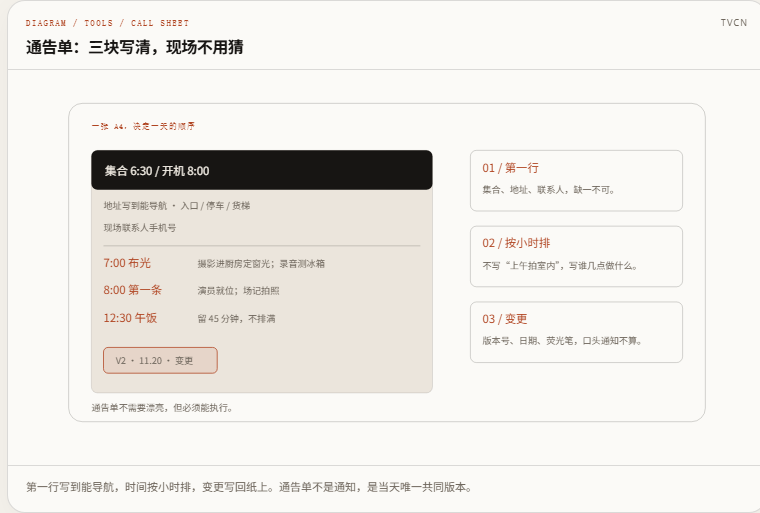 DIAGRAM / TOOLS / CALL SHEET
TVCN
通告单：三块写清，现场不用猜
一张 A4，决定一天的顺序
集合 6:30 / 开机 8:00
地址写到能导航 · 入口 / 停车 / 货梯
现场联系人手机号
7:00 布光 摄影进厨房定窗光；录音测冰箱
8:00 第一条 演员就位；场记拍照
12:30 午饭 留 45 分钟，不排满
V2 · 11.20 · 变更
通告单不需要漂亮，但必须能执行。
01 / 第一行
集合、地址、联系人，缺一不可。
02 / 按小时排
不写“上午拍室内”，写谁几点做什么。
03 / 变更
版本号、日期、荧光笔，口头通知不算。
第一行写到能导航，时间按小时排，变更写回纸上。通告单不是通知，是当天唯一共同版本。